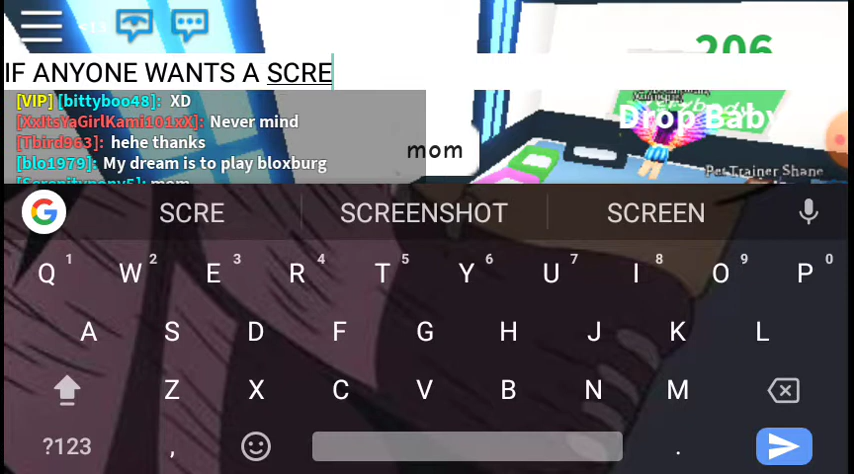 +13
206
IF ANYONE WANTS A SCRE
[VIP] [bittyboo48]: XD
[XxItsYaGirlKami101xX]: Never mind
[Tbird963]: hehe thanks
[blo1979]: My dream is to play bloxburg
mom
Drop Baby
Pet Trainer Shane
G SCRE SCREENSHOT SCREEN
Q 1 W 2 E 3 R 4 T 5 Y 6 U 7 I 8 O 9 P 0
A S D F G H J K L
Z X C V B N M
?123 , .